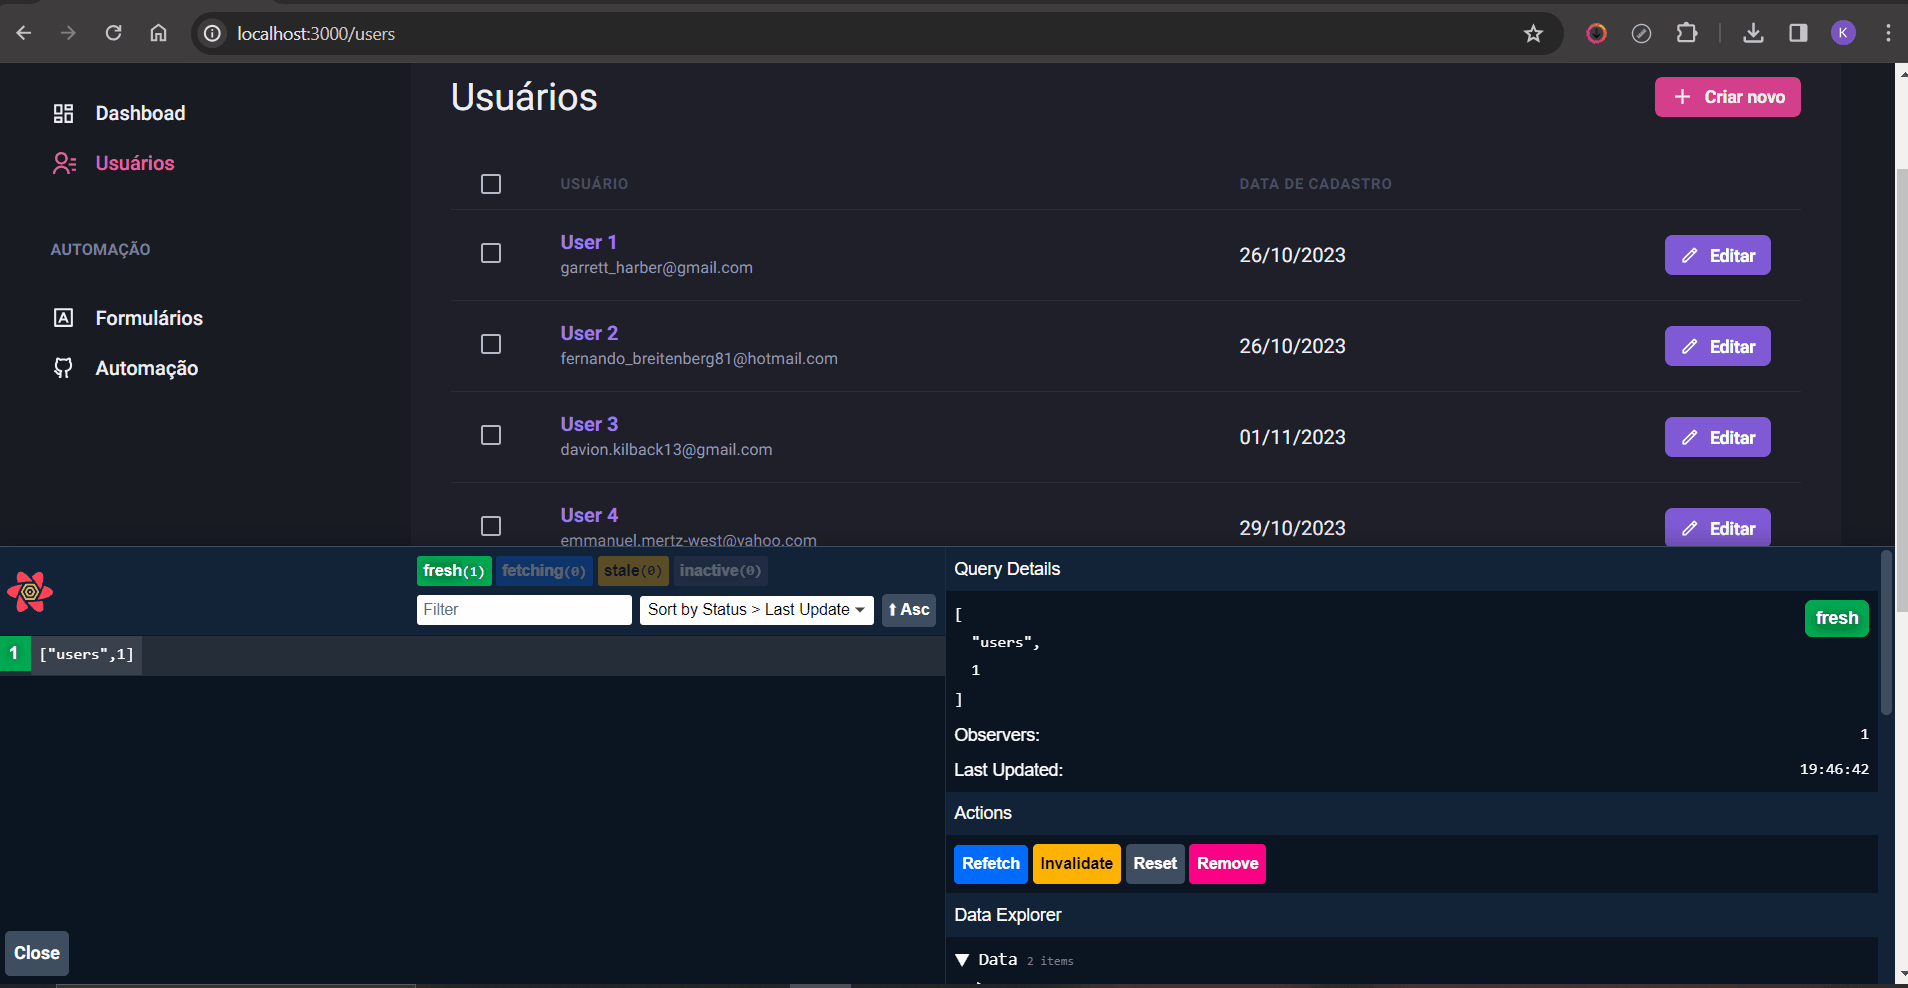 localhost:3000/users
K
Dashboad
Usuários
AUTOMAÇÃO
Formulários
Automação
Usuários
Criar novo
USUÁRIO
DATA DE CADASTRO
User 1
garrett_harber@gmail.com
26/10/2023
Editar
User 2
fernando_breitenberg81@hotmail.com
26/10/2023
Editar
User 3
davion.kilback13@gmail.com
01/11/2023
Editar
User 4
emmanuel.mertz-west@yahoo.com
29/10/2023
Editar
fresh(1) fetching(0) stale(0) inactive(0)
Filter
Sort by Status > Last Update
⬆ Asc
1 ["users",1]
Close
Query Details
[
"users",
1
]
fresh
Observers: 1
Last Updated: 19:46:42
Actions
Refetch Invalidate Reset Remove
Data Explorer
▼ Data 2 items